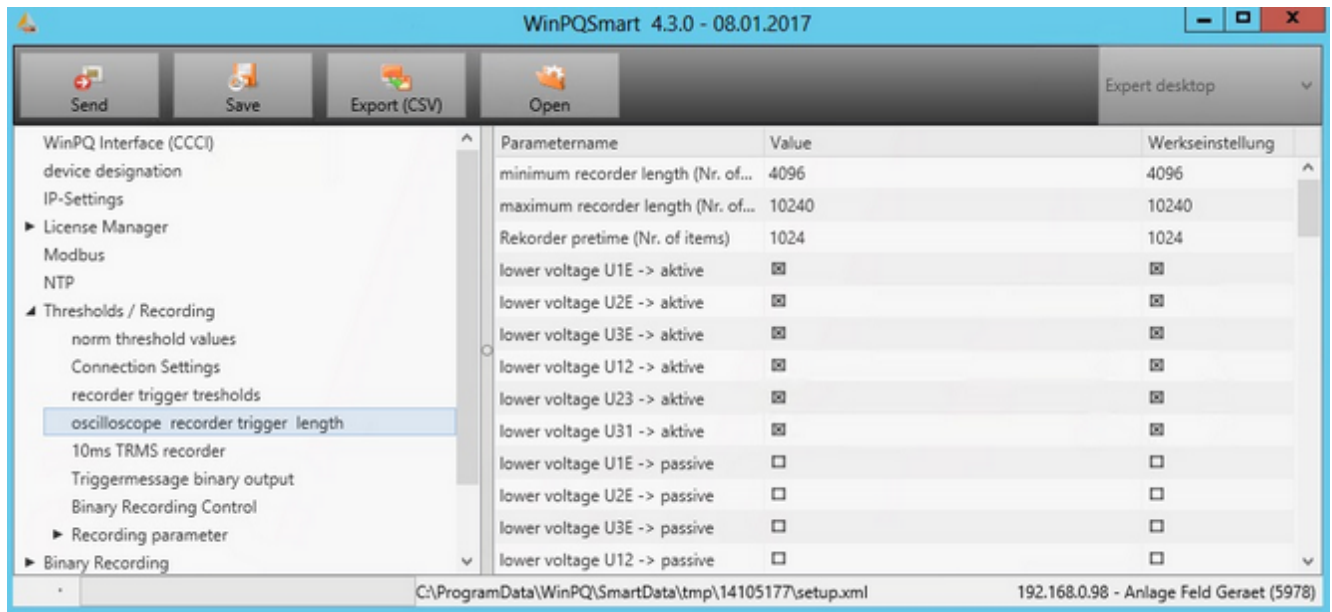 WinPQSmart 4.3.0 - 08.01.2017
Send Save Export (CSV) Open Expert desktop
WinPQ Interface (CCCI)
device designation
IP-Settings
License Manager
Modbus
NTP
Thresholds / Recording
norm threshold values
Connection Settings
recorder trigger tresholds
oscilloscope recorder trigger length
10ms TRMS recorder
Triggermessage binary output
Binary Recording Control
Recording parameter
Binary Recording
Parametername Value Werkseinstellung
minimum recorder length (Nr. of... 4096 4096
maximum recorder length (Nr. of... 10240 10240
Rekorder pretime (Nr. of items) 1024 1024
lower voltage U1E -> aktive
lower voltage U2E -> aktive
lower voltage U3E -> aktive
lower voltage U12 -> aktive
lower voltage U23 -> aktive
lower voltage U31 -> aktive
lower voltage U1E -> passive
lower voltage U2E -> passive
lower voltage U3E -> passive
lower voltage U12 -> passive
C:\ProgramData\WinPQ\SmartData\tmp\14105177\setup.xml 192.168.0.98 - Anlage Feld Geraet (5978)